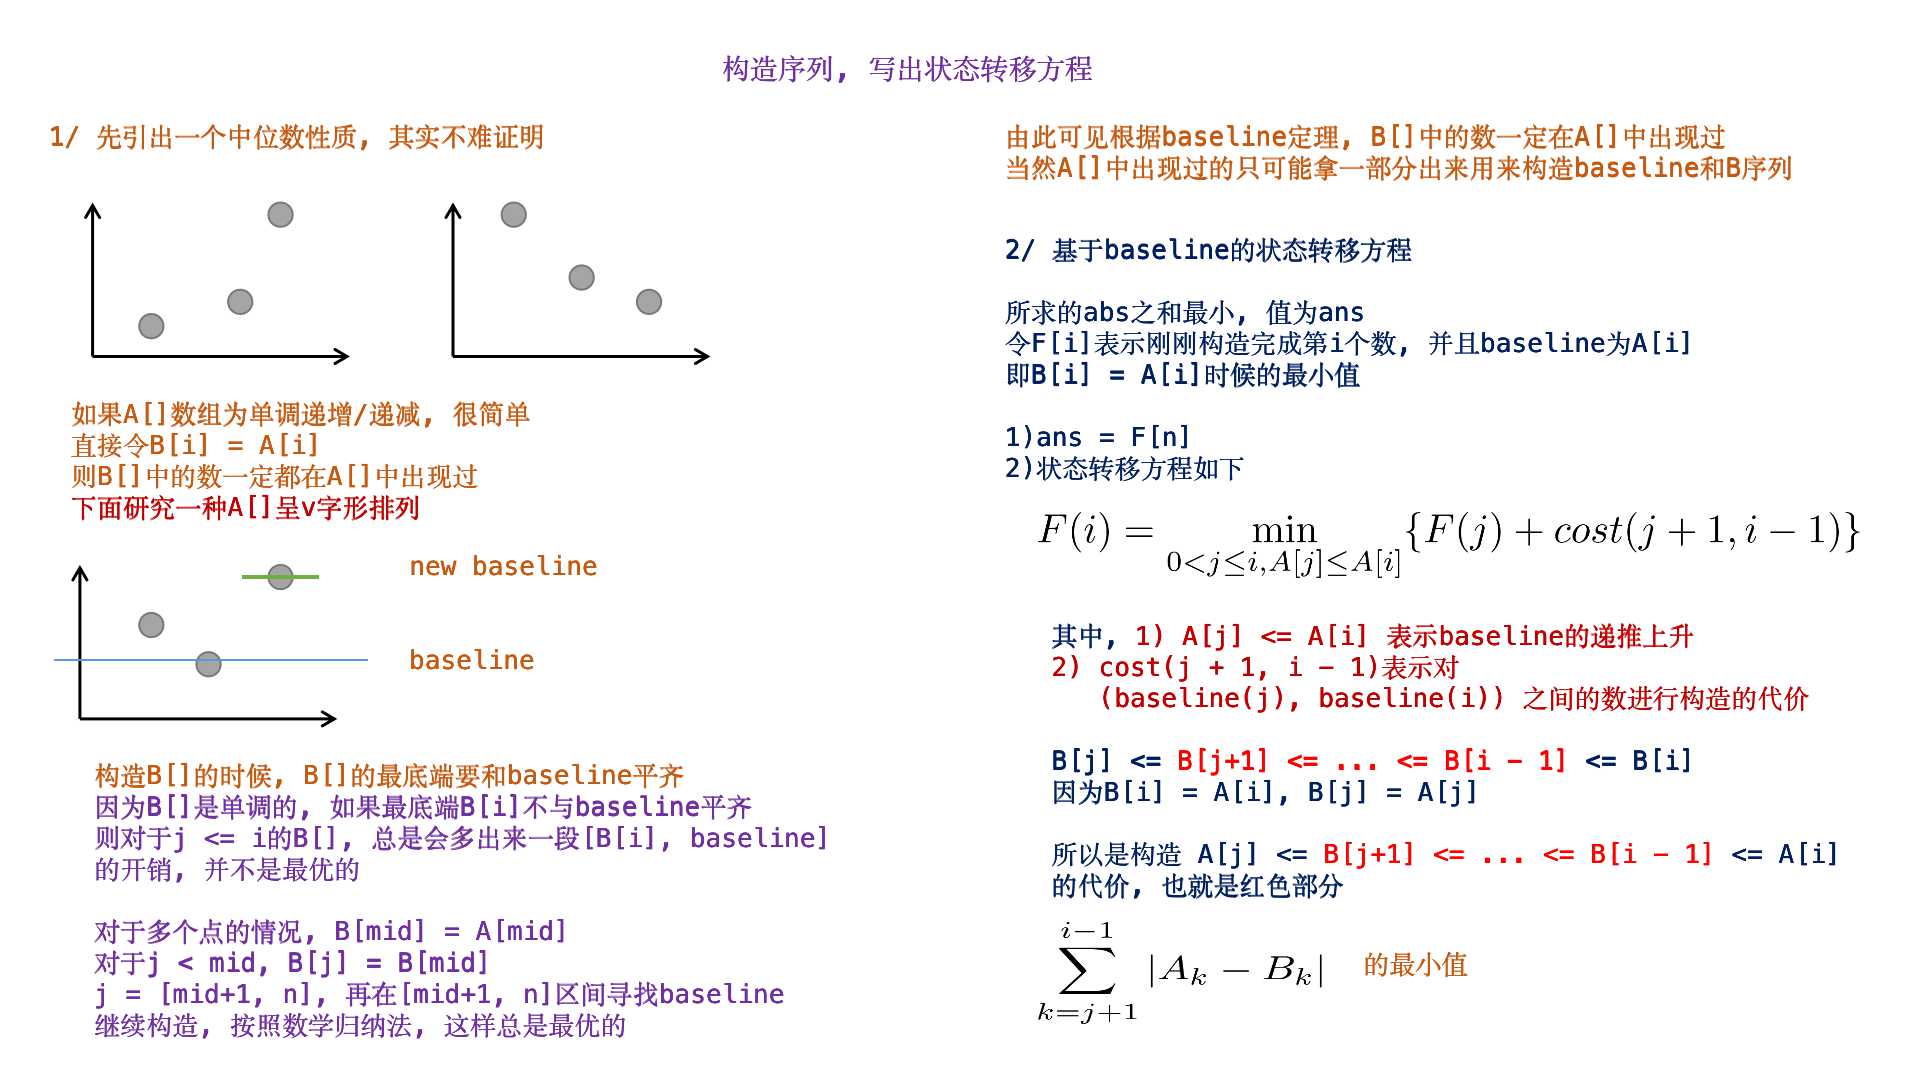 构造序列, 写出状态转移方程
1/ 先引出一个中位数性质, 其实不难证明
如果A[]数组为单调递增/递减, 很简单
直接令B[i] = A[i]
则B[]中的数一定都在A[]中出现过
下面研究一种A[]呈v字形排列
new baseline
baseline
构造B[]的时候, B[]的最底端要和baseline平齐
因为B[]是单调的, 如果最底端B[i]不与baseline平齐
则对于j <= i的B[], 总是会多出来一段[B[i], baseline]
的开销, 并不是最优的
对于多个点的情况, B[mid] = A[mid]
对于j < mid, B[j] = B[mid]
j = [mid+1, n], 再在[mid+1, n]区间寻找baseline
继续构造, 按照数学归纳法, 这样总是最优的
由此可见根据baseline定理, B[]中的数一定在A[]中出现过
当然A[]中出现过的只可能拿一部分出来用来构造baseline和B序列
2/ 基于baseline的状态转移方程
所求的abs之和最小, 值为ans
令F[i]表示刚刚构造完成第i个数, 并且baseline为A[i]
即B[i] = A[i]时候的最小值
1)ans = F[n]
2)状态转移方程如下
F(i) = min {F(j) + cost(j + 1, i − 1)}
0<j≤i,A[j]≤A[i]
其中, 1) A[j] <= A[i] 表示baseline的递推上升
2) cost(j + 1, i - 1)表示对
(baseline(j), baseline(i)) 之间的数进行构造的代价
B[j] <= B[j+1] <= ... <= B[i - 1] <= B[i]
因为B[i] = A[i], B[j] = A[j]
所以是构造 A[j] <= B[j+1] <= ... <= B[i - 1] <= A[i]
的代价, 也就是红色部分
i−1
∑ |Aₖ − Bₖ| 的最小值
k=j+1